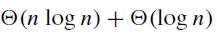 Θ(n log n) + Θ(log n)